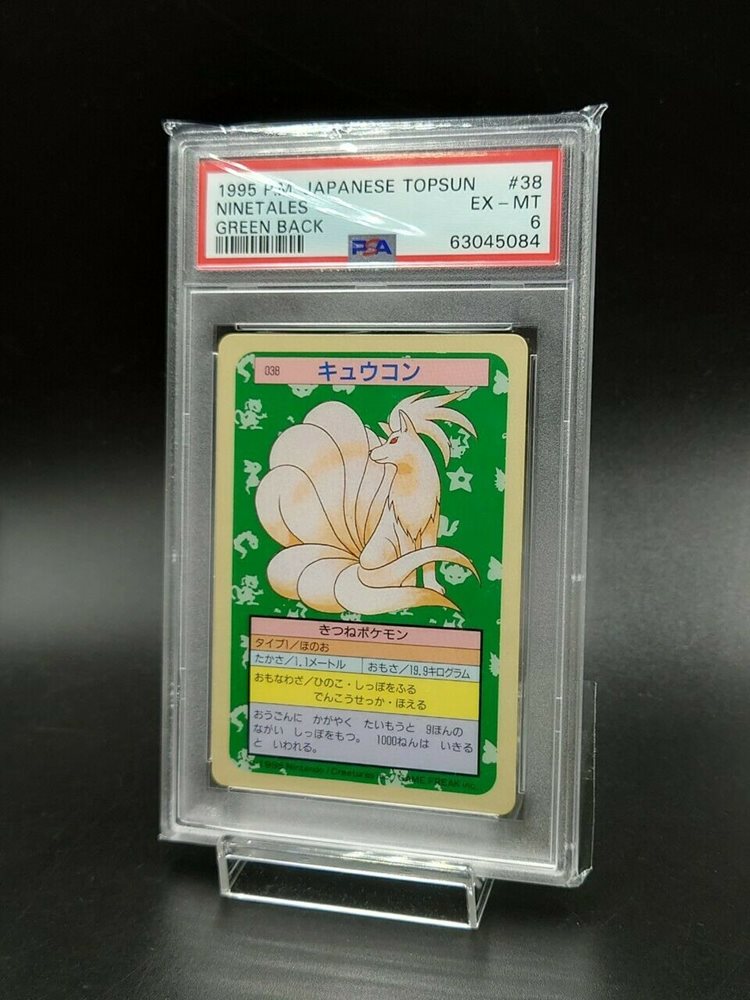 1995 P.M. JAPANESE TOPSUN #38
NINETALES EX - MT
GREEN BACK 6
PSA 63045084
038 キュウコン
きつねポケモン
タイプ1/ほのお
たかさ/1.1メートル おもさ/19.9キログラム
おもなわざ/ひのこ・しっぽをふる
でんこうせっか・ほえる
おうごんに かがやく たいもうと 9ほんの
ながい しっぽをもつ。 1000ねんは いきる
と いわれる。
1995 Nintendo / Creatures GAME FREAK inc.